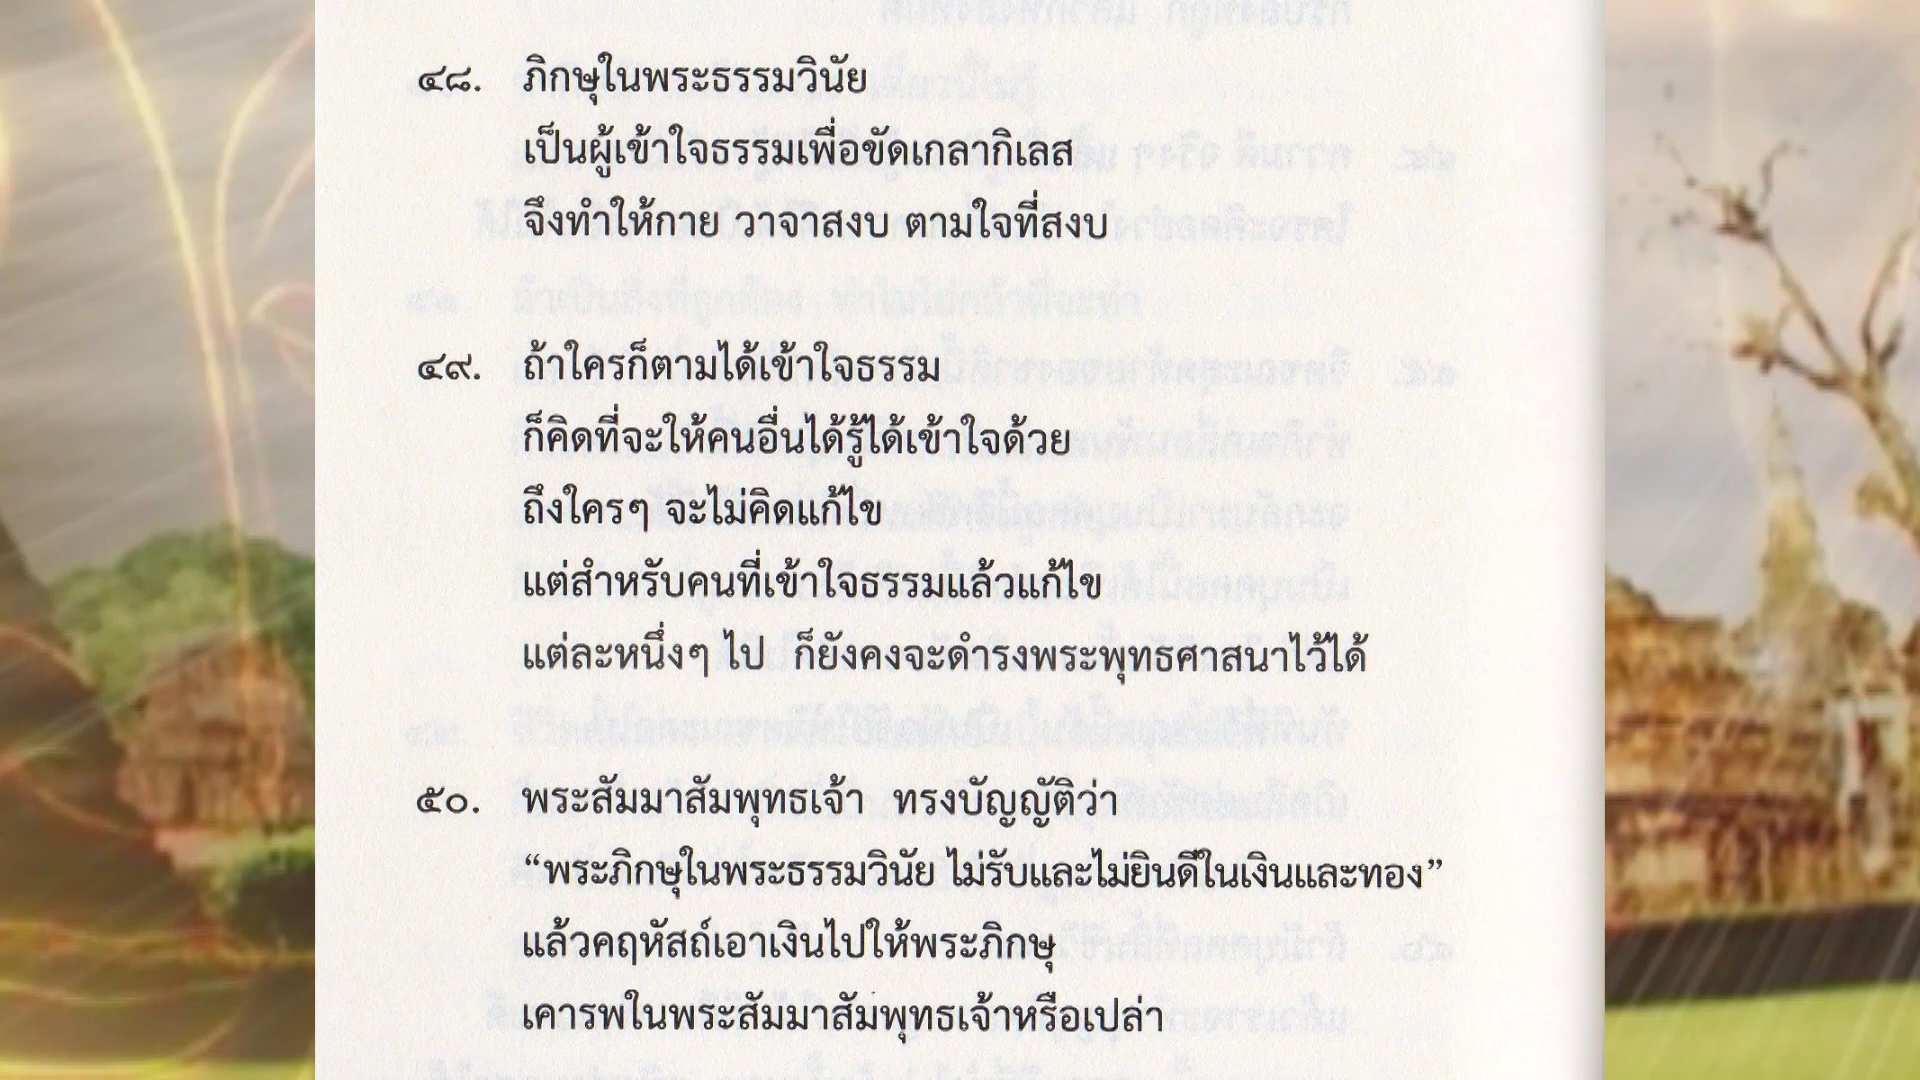 ๔๘. ภิกษุในพระธรรมวินัย
เป็นผู้เข้าใจธรรมเพื่อขัดเกลากิเลส
จึงทำให้กาย วาจาสงบ ตามใจที่สงบ
๔๙. ถ้าใครก็ตามได้เข้าใจธรรม
ก็คิดที่จะให้คนอื่นได้รู้ได้เข้าใจด้วย
ถึงใครๆ จะไม่คิดแก้ไข
แต่สำหรับคนที่เข้าใจธรรมแล้วแก้ไข
แต่ละหนึ่งๆ ไป ก็ยังคงจะดำรงพระพุทธศาสนาไว้ได้
๕๐. พระสัมมาสัมพุทธเจ้า ทรงบัญญัติว่า
“พระภิกษุในพระธรรมวินัย ไม่รับและไม่ยินดีในเงินและทอง”
แล้วคฤหัสถ์เอาเงินไปให้พระภิกษุ
เคารพในพระสัมมาสัมพุทธเจ้าหรือเปล่า